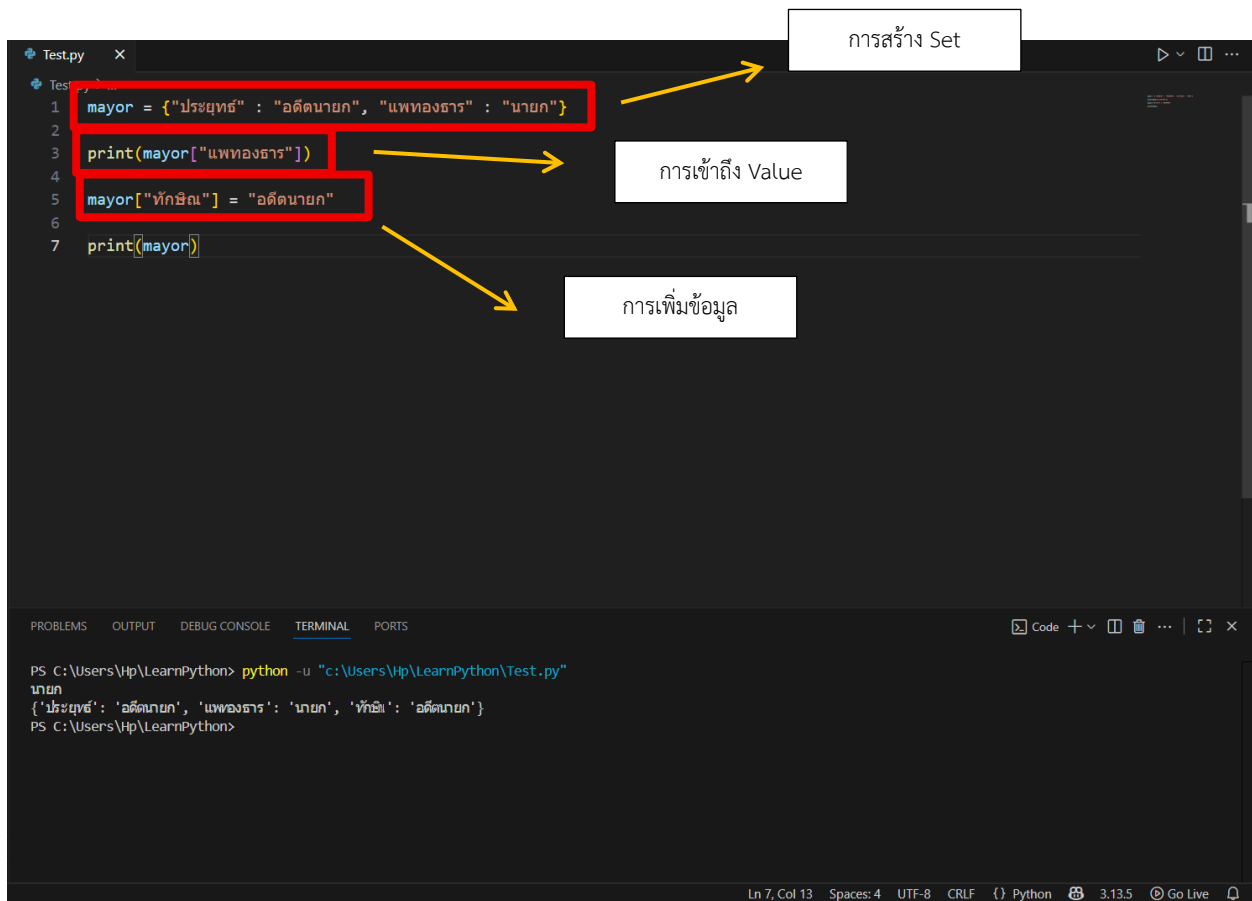 การสร้าง Set
Test.py
1 mayor = {"ประยุทธ์" : "อดีตนายก", "แพทองธาร" : "นายก"}
2
3 print(mayor["แพทองธาร"])
การเข้าถึง Value
4
5 mayor["ทักษิณ"] = "อดีตนายก"
6
7 print(mayor)
การเพิ่มข้อมูล
PROBLEMS OUTPUT DEBUG CONSOLE TERMINAL PORTS Code
PS C:\Users\Hp\LearnPython> python -u "c:\Users\Hp\LearnPython\Test.py"
นายก
{'ประยุทธ์': 'อดีตนายก', 'แพทองธาร': 'นายก', 'ทักษิณ': 'อดีตนายก'}
PS C:\Users\Hp\LearnPython>
Ln 7, Col 13 Spaces: 4 UTF-8 CRLF {} Python 3.13.5 Go Live